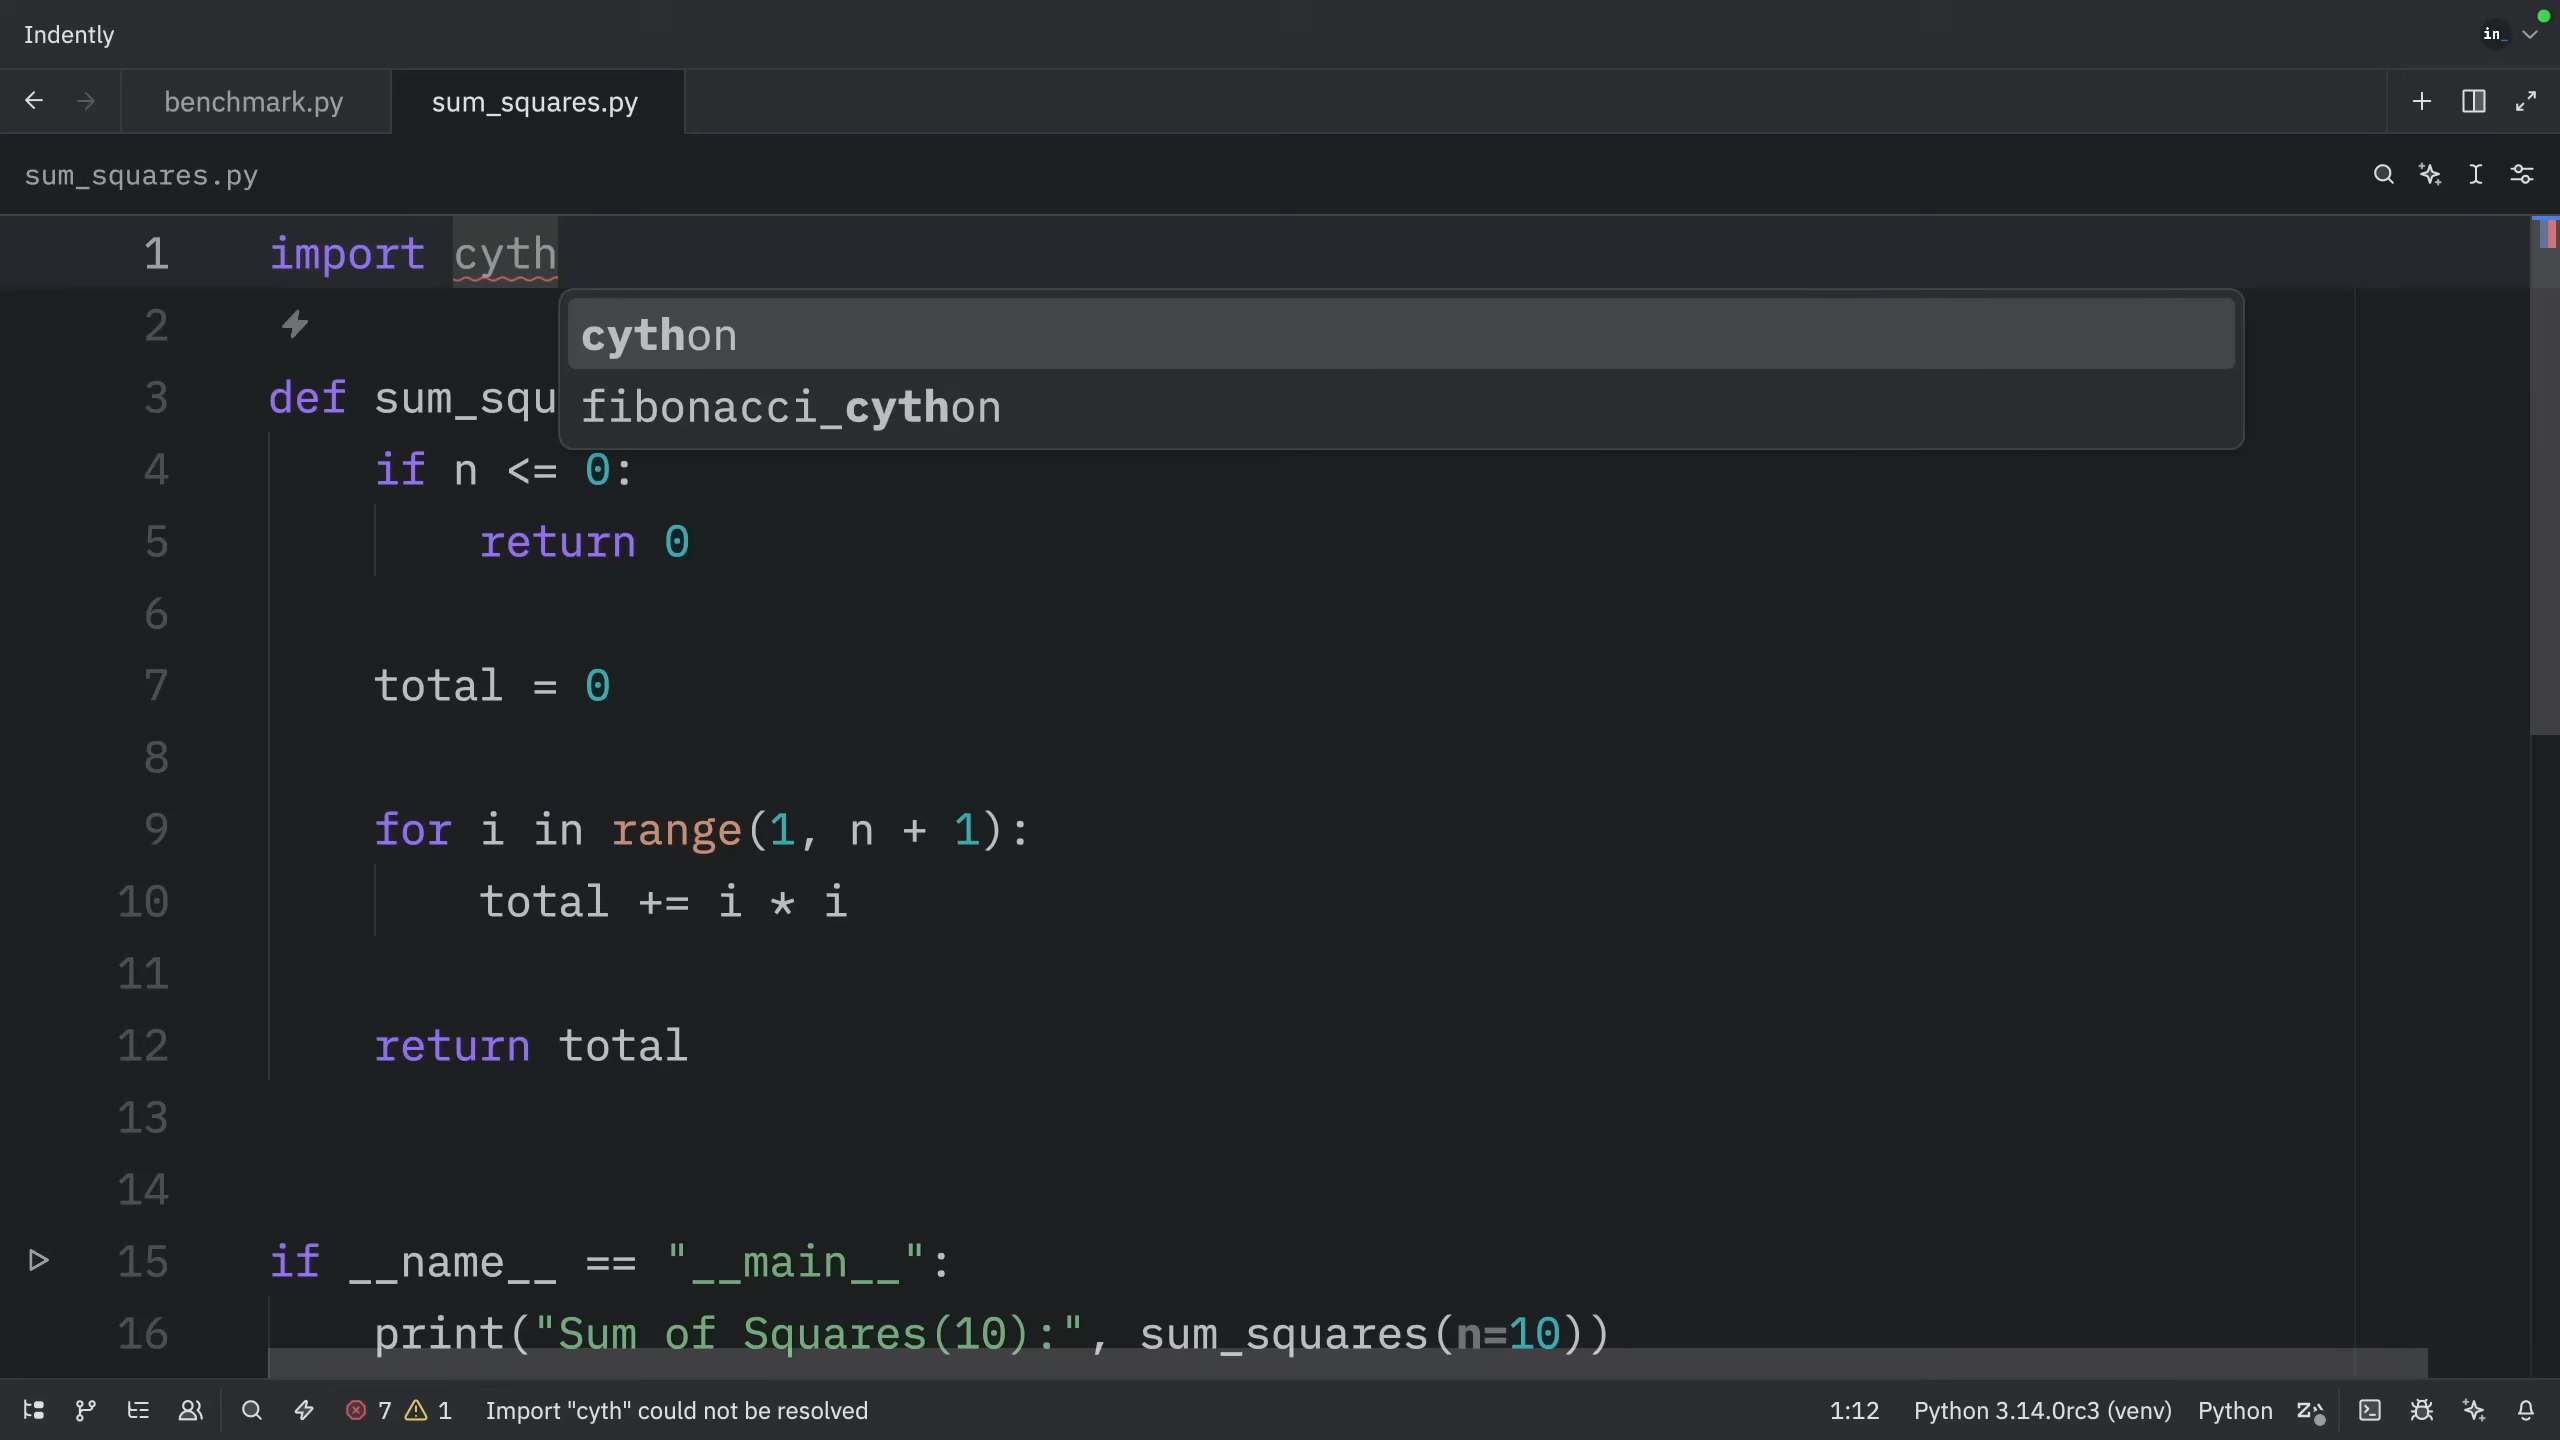 Indently
in_
benchmark.py
sum_squares.py
sum_squares.py
1 import cyth
2
cython
3 def sum_squ
fibonacci_cython
4 if n <= 0:
5 return 0
6
7 total = 0
8
9 for i in range(1, n + 1):
10 total += i * i
11
12 return total
13
14
15 if __name__ == "__main__":
16 print("Sum of Squares(10):", sum_squares(n=10))
7 1 Import "cyth" could not be resolved 1:12 Python 3.14.0rc3 (venv) Python